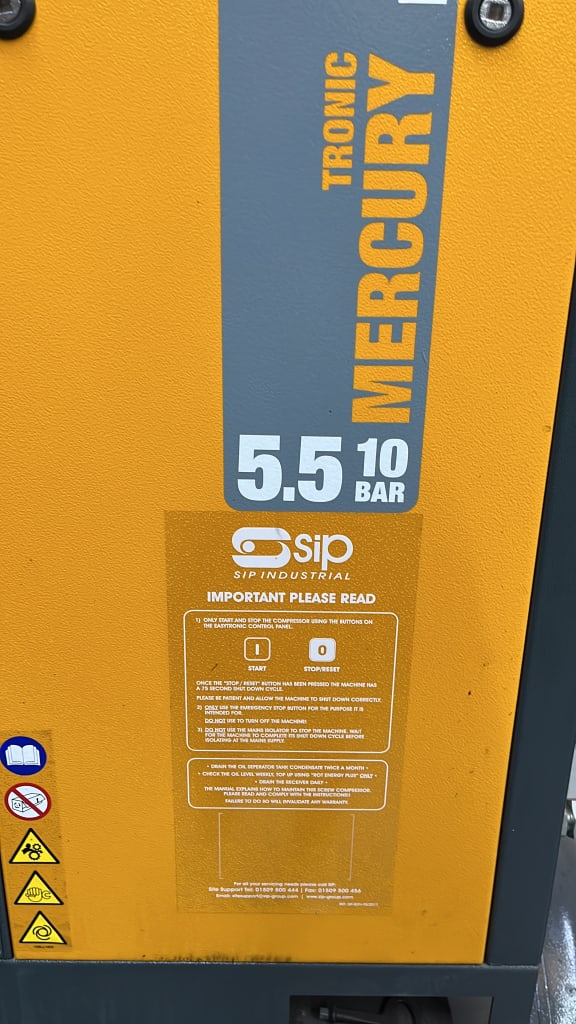 TRONIC
MERCURY
5.5 10
BAR
Sip
SIP INDUSTRIAL
IMPORTANT PLEASE READ
1) ONLY START AND STOP THE COMPRESSOR USING THE BUTTONS ON
THE EASYTRONIC CONTROL PANEL.
I 0
START STOP/RESET
ONCE THE "STOP / RESET" BUTTON HAS BEEN PRESSED THE MACHINE HAS
A 75 SECOND SHUT DOWN CYCLE.
PLEASE BE PATIENT AND ALLOW THE MACHINE TO SHUT DOWN CORRECTLY.
2) ONLY USE THE EMERGENCY STOP BUTTON FOR THE PURPOSE IT IS
INTENDED FOR.
DO NOT USE TO TURN OFF THE MACHINE!
3) DO NOT USE THE MAINS ISOLATOR TO STOP THE MACHINE. WAIT
FOR THE MACHINE TO COMPLETE ITS SHUT DOWN CYCLE BEFORE
ISOLATING AT THE MAINS SUPPLY.
• DRAIN THE OIL SEPERATOR TANK CONDENSATE TWICE A MONTH •
• CHECK THE OIL LEVEL WEEKLY, TOP UP USING "ROT ENERGY PLUS" ONLY •
• DRAIN THE RECEIVER DAILY •
THE MANUAL EXPLAINS HOW TO MAINTAIN THIS SCREW COMPRESSOR.
PLEASE READ AND COMPLY WITH THE INSTRUCTIONS!
FAILURE TO DO SO WILL INVALIDATE ANY WARRANTY.
For all your servicing needs please call SIP:
Site Support Tel: 01509 500 444 | Fax: 01509 500 456
Email: sitesupport@sip-group.com | www.sip-group.com